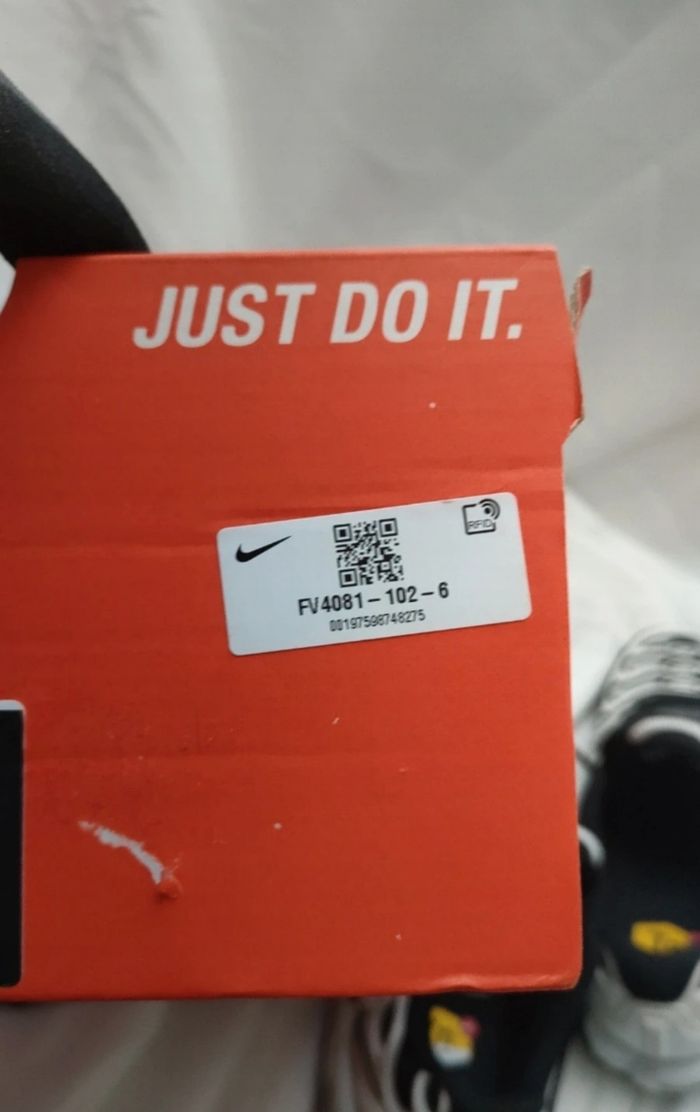 JUST DO IT.
RFID
FV4081-102-6
00197598748275